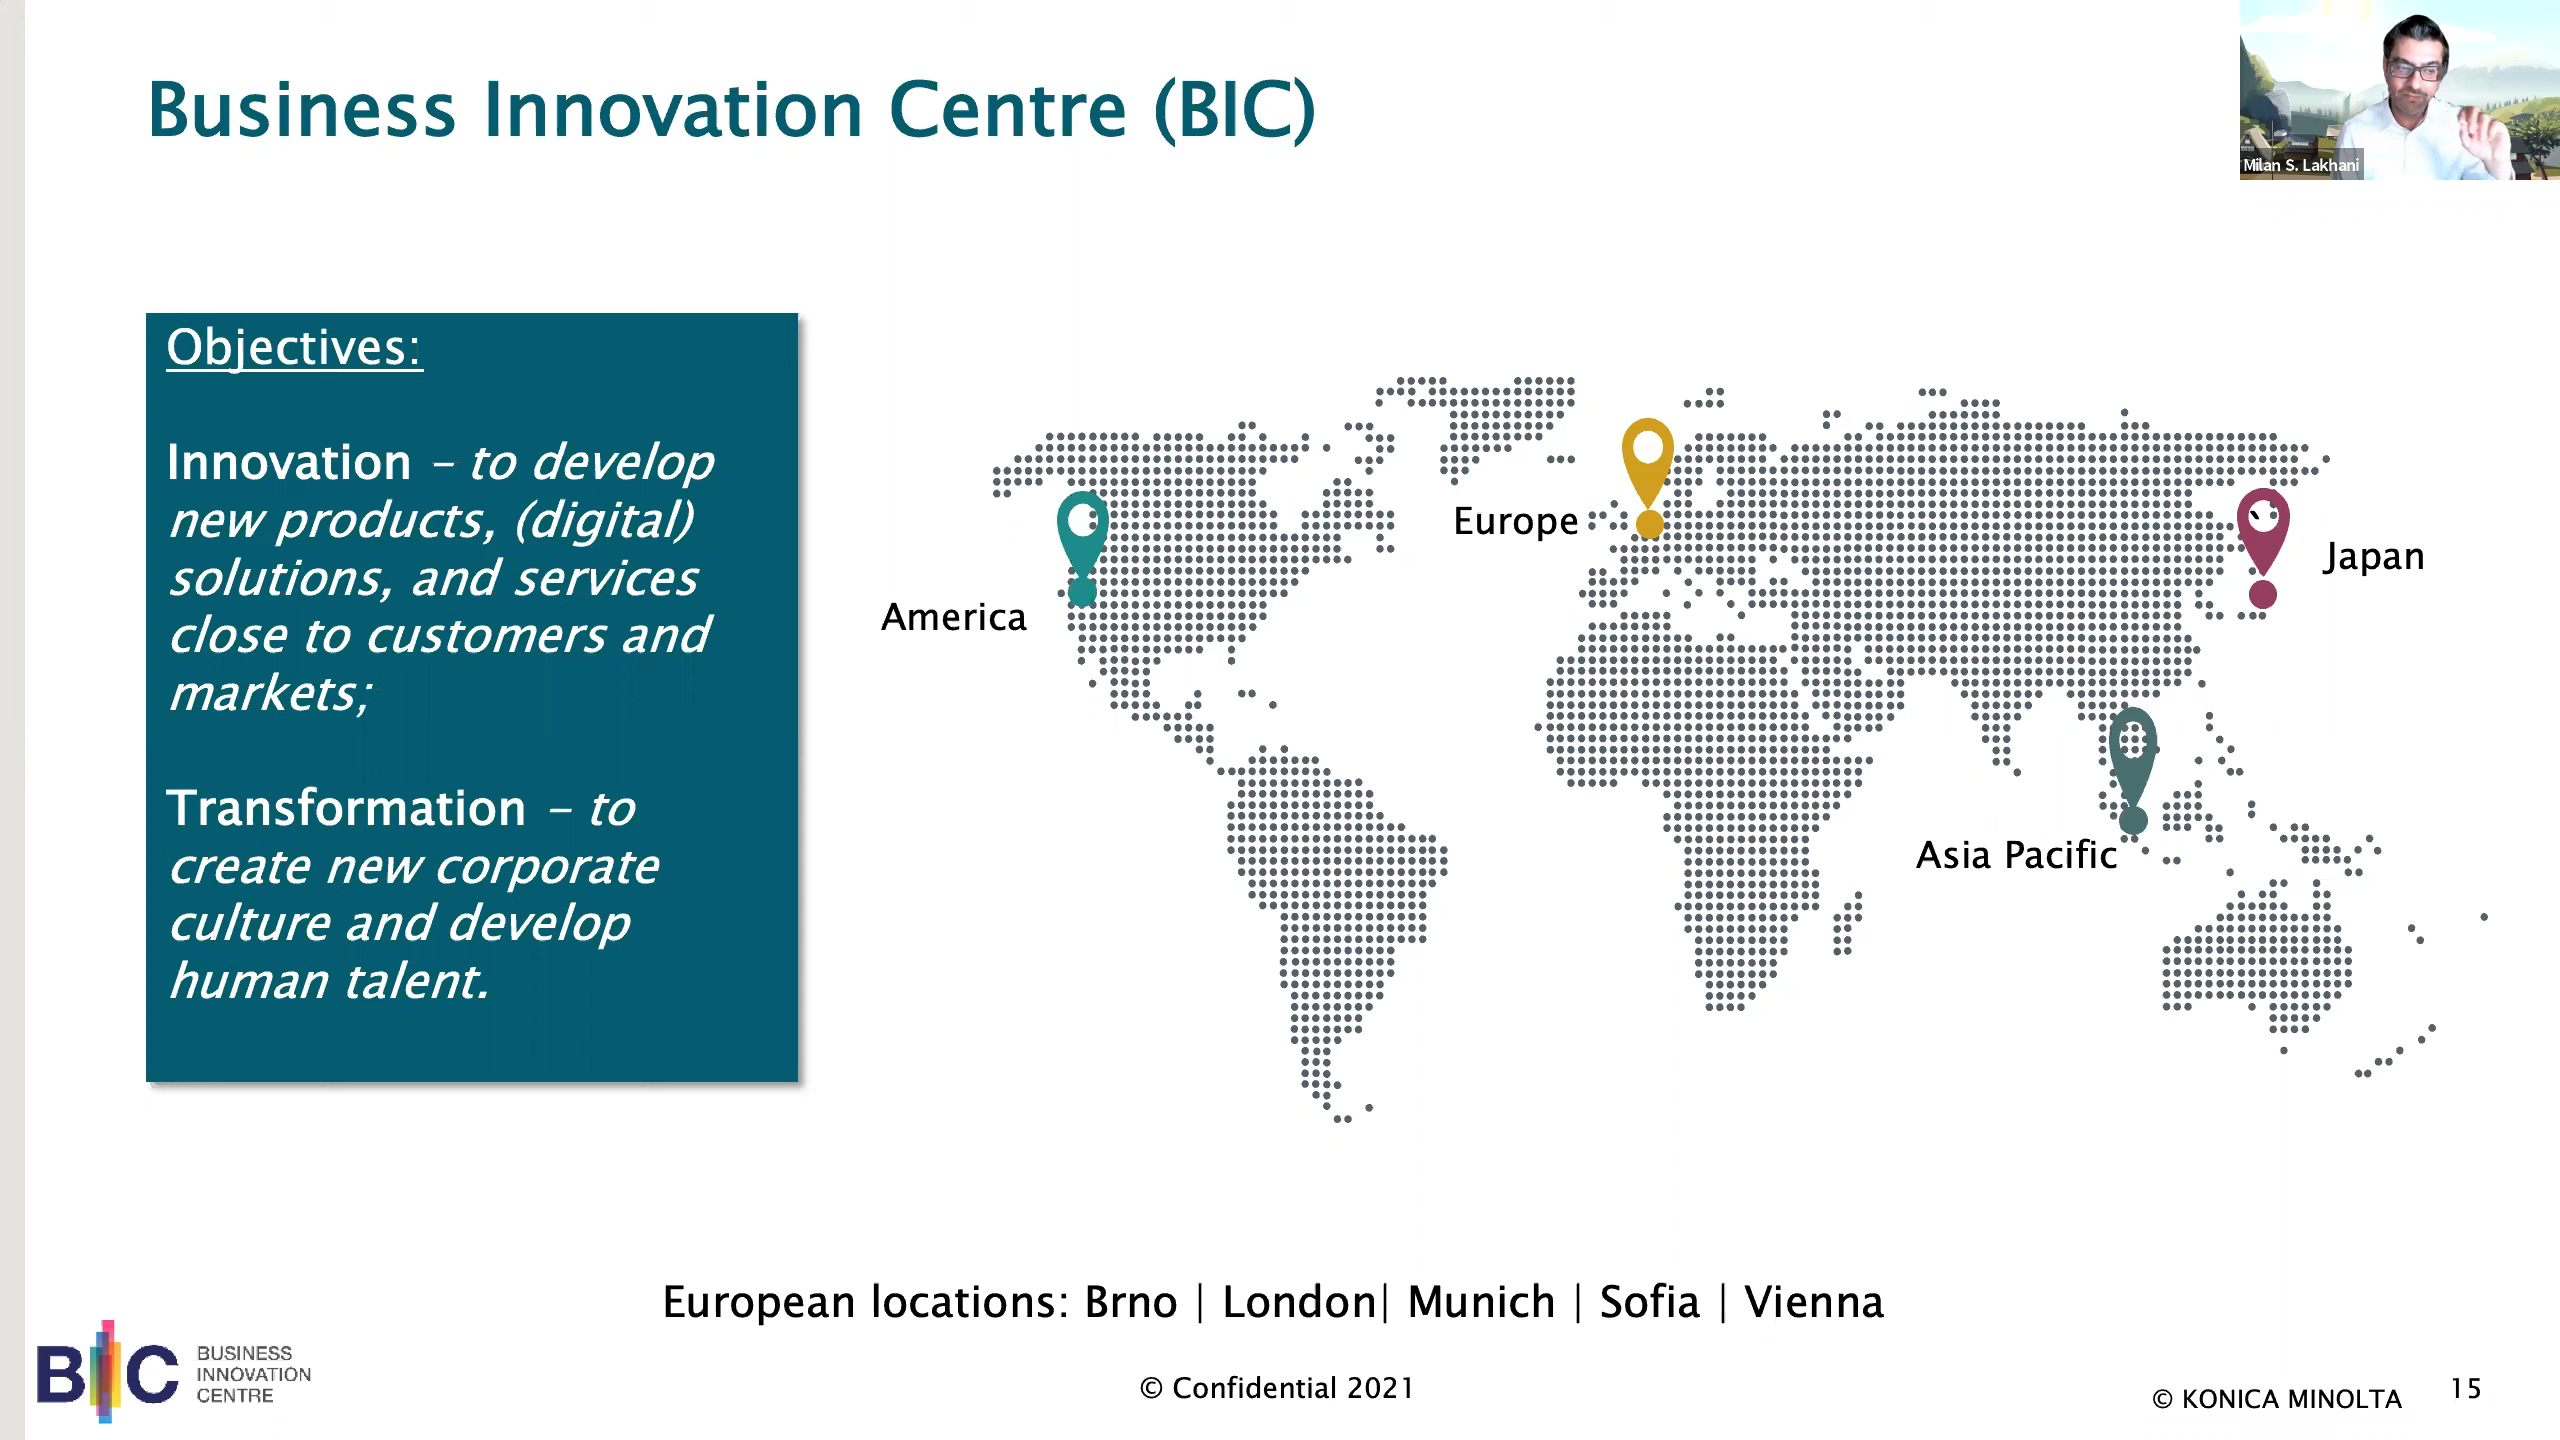 Business Innovation Centre (BIC)
Milan S. Lakhani
Objectives:
Innovation – to develop
new products, (digital)
solutions, and services
close to customers and
markets;
Transformation – to
create new corporate
culture and develop
human talent.
America
Europe
Japan
Asia Pacific
European locations: Brno | London| Munich | Sofia | Vienna
BIC
BUSINESS
INNOVATION
CENTRE
© Confidential 2021
© KONICA MINOLTA
15